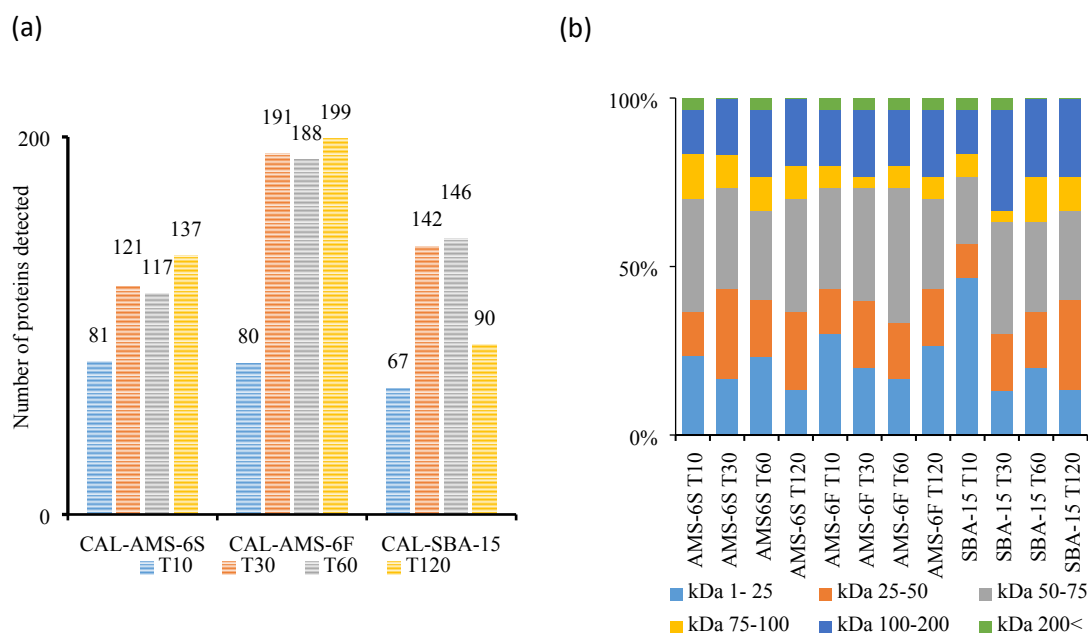 (a)
Number of proteins detected
200
0
81
121
117
137
80
191
188
199
67
142
146
90
CAL-AMS-6S CAL-AMS-6F CAL-SBA-15
T10 T30 T60 T120
(b)
100%
50%
0%
AMS-6S T10
AMS-6S T30
AMS6S T60
AMS-6S T120
AMS-6F T10
AMS-6F T30
AMS-6F T60
AMS-6F T120
SBA-15 T10
SBA-15 T30
SBA-15 T60
SBA-15 T120
kDa 1- 25 kDa 25-50 kDa 50-75
kDa 75-100 kDa 100-200 kDa 200<